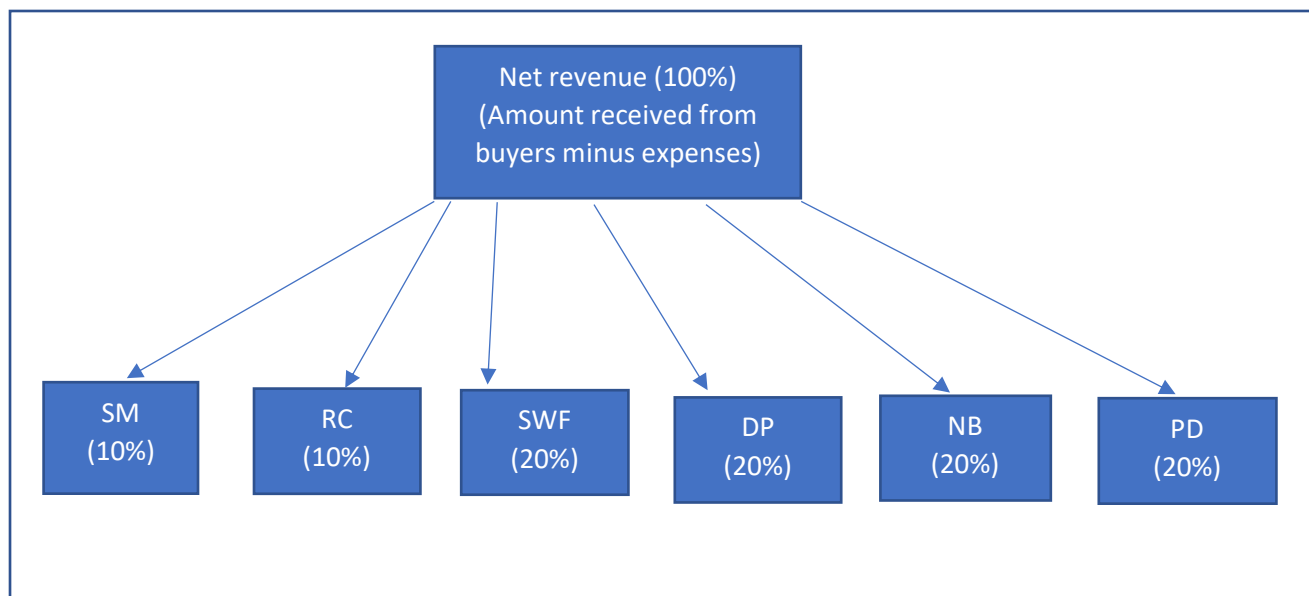 Net revenue (100%)
(Amount received from
buyers minus expenses)
SM
(10%)
RC
(10%)
SWF
(20%)
DP
(20%)
NB
(20%)
PD
(20%)